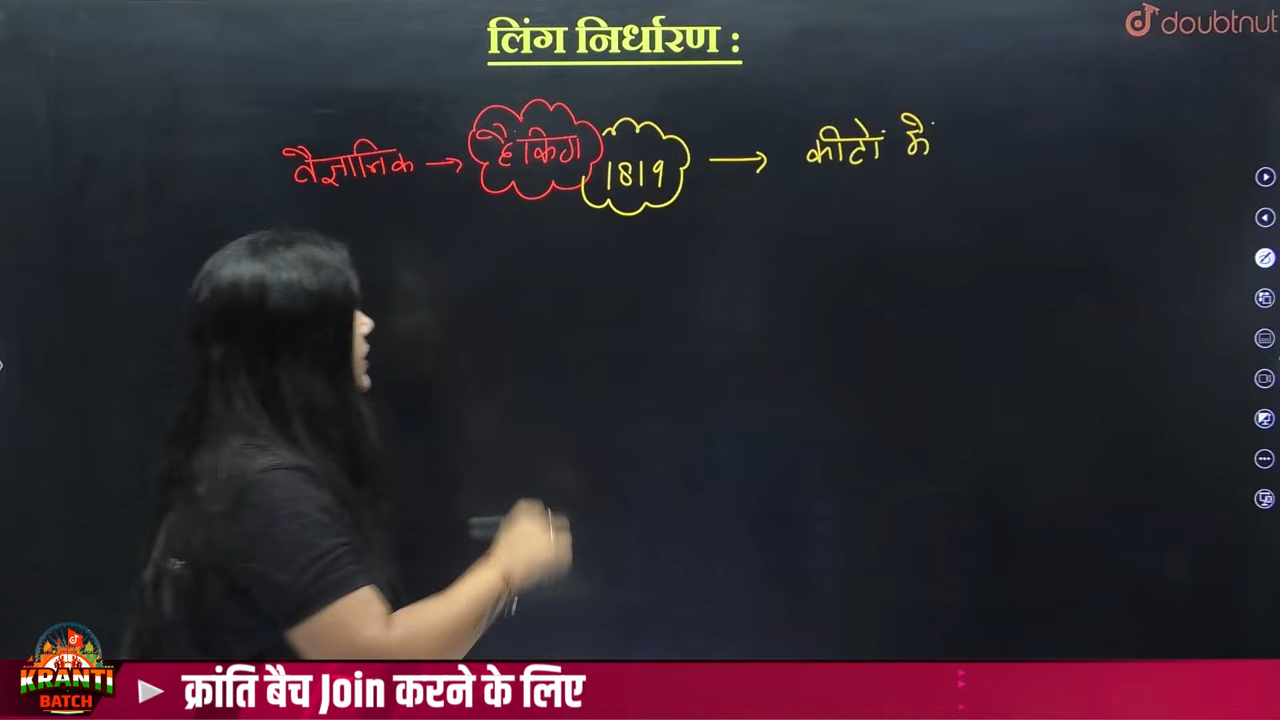 लिंग निर्धारण :
doubtnut
वैज्ञानिक → हैंकिंग 1819 → कीटों में
KRANTI
BATCH
क्रांति बैच Join करने के लिए